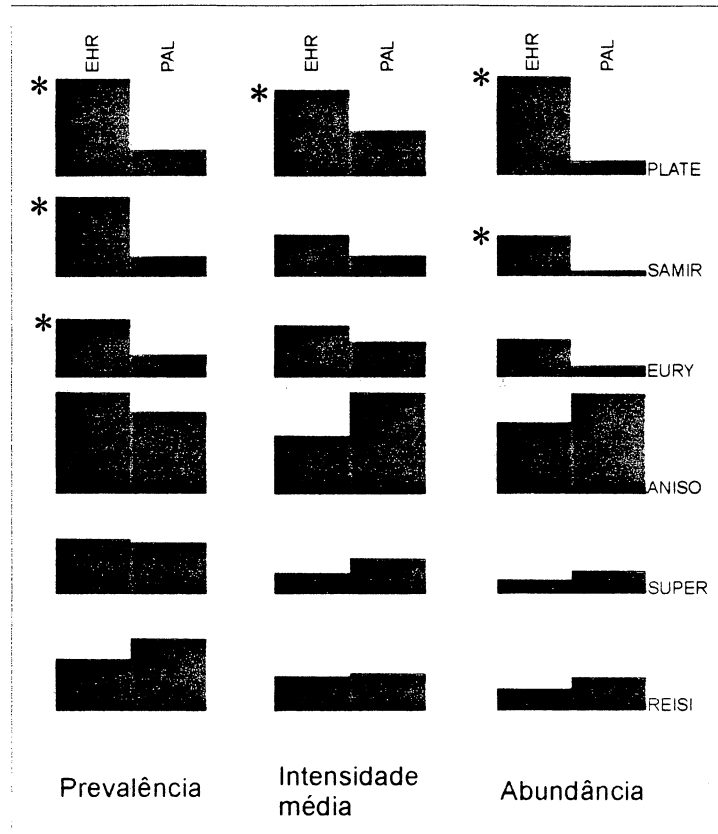 EHR PAL EHR PAL EHR PAL
* * *
PLATE
* *
SAMIR
*
EURY
ANISO
SUPER
REISI
Prevalência Intensidade média Abundância